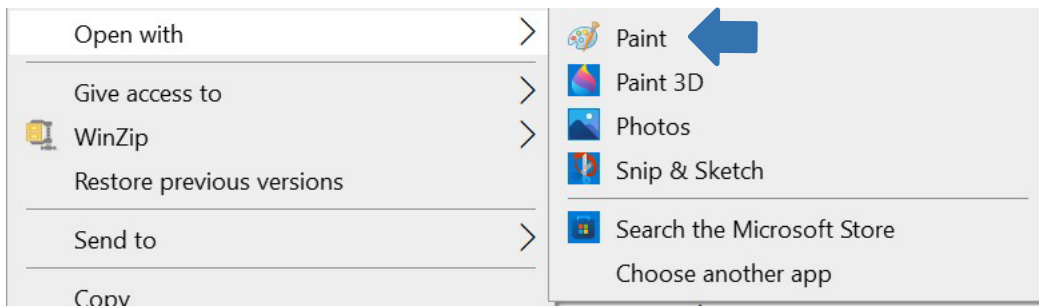 Open with
Give access to
WinZip
Restore previous versions
Send to
Copy
Paint
Paint 3D
Photos
Snip & Sketch
Search the Microsoft Store
Choose another app